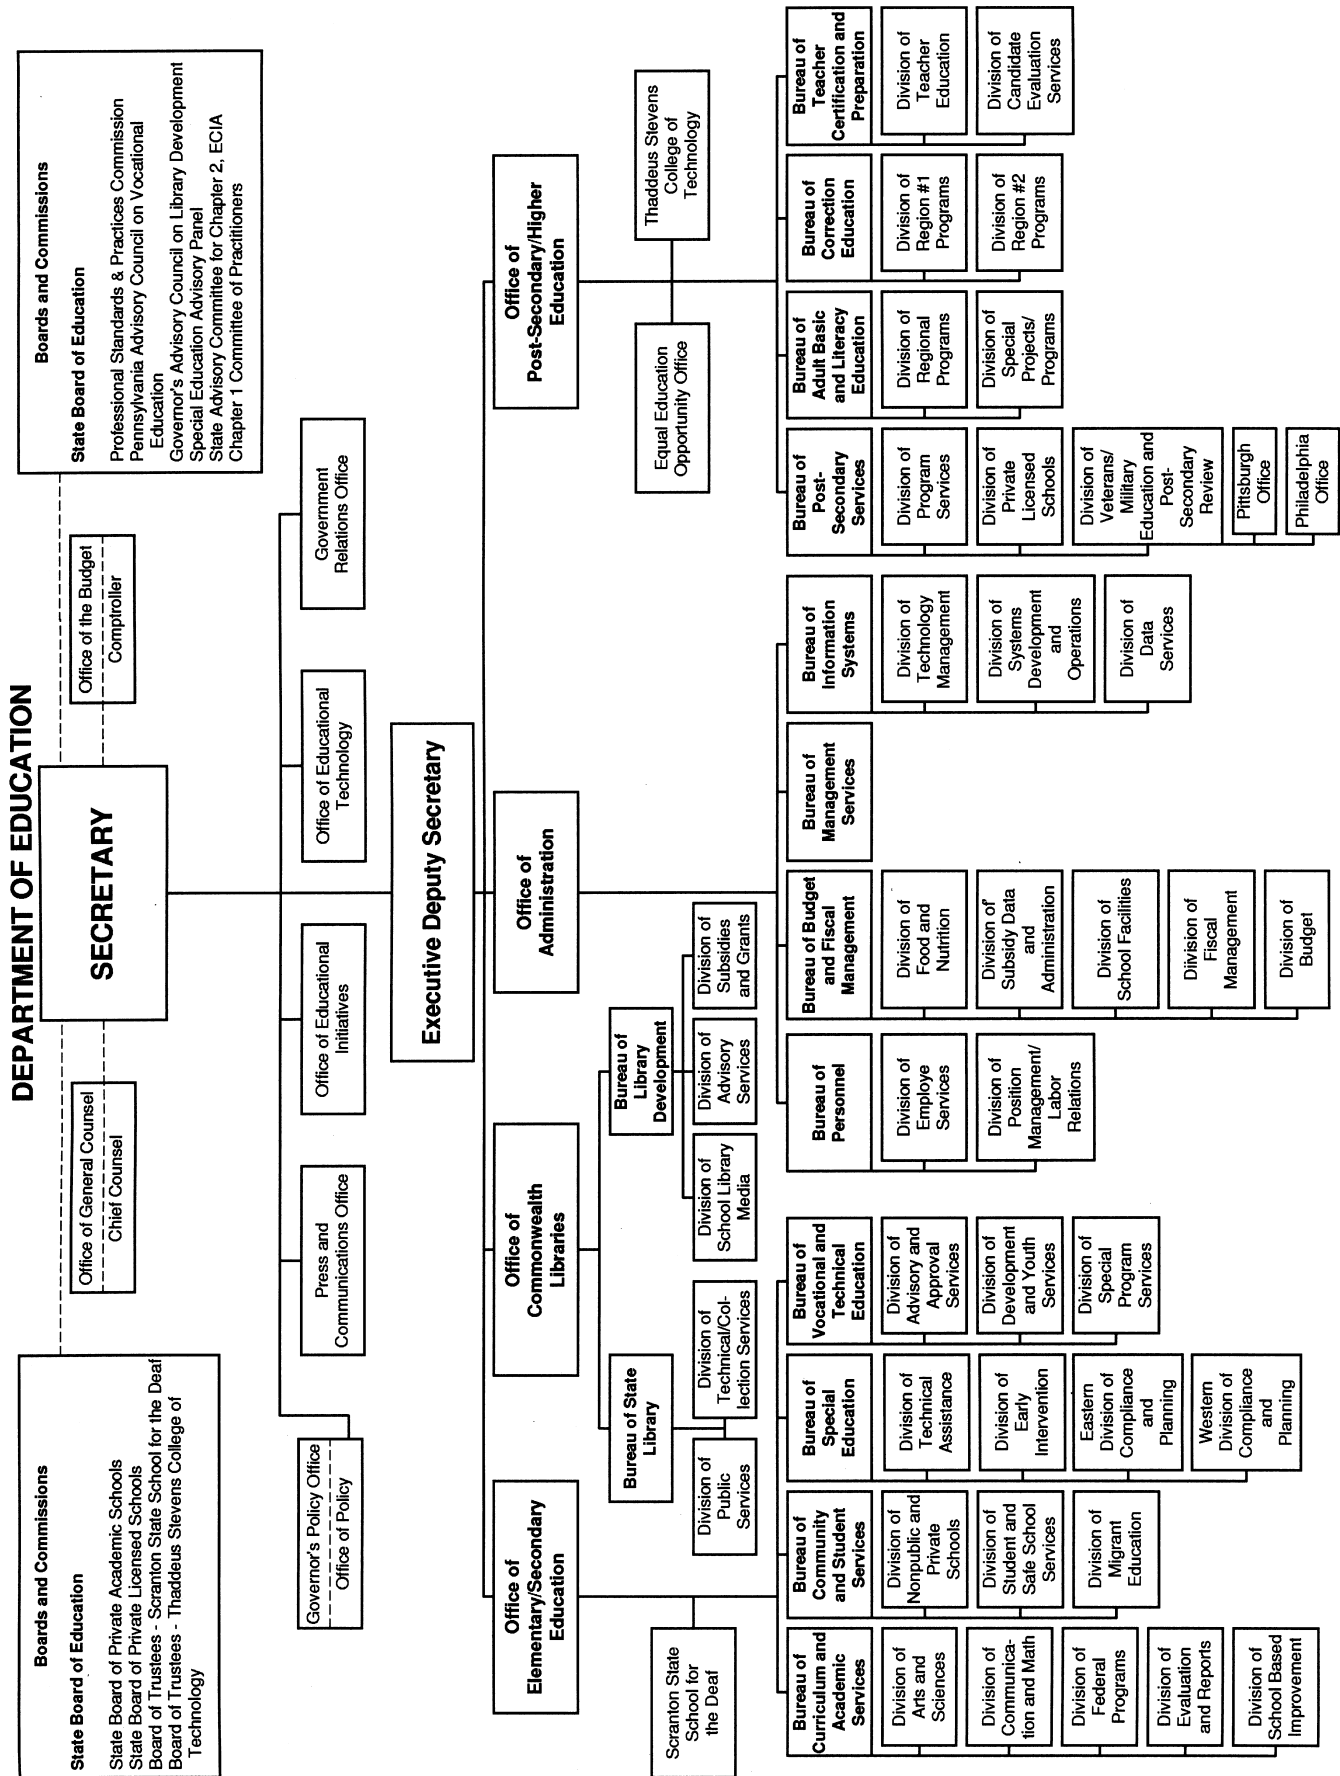 DEPARTMENT OF EDUCATION
Boards and Commissions
State Board of Education
State Board of Private Academic Schools
State Board of Private Licensed Schools
Board of Trustees - Scranton State School for the Deaf
Board of Trustees - Thaddeus Stevens College of
Technology
Office of General Counsel
Chief Counsel
SECRETARY
Office of the Budget
Comptroller
Boards and Commissions
State Board of Education
Professional Standards & Practices Commission
Pennsylvania Advisory Council on Vocational
Education
Governor's Advisory Council on Library Development
Special Education Advisory Panel
State Advisory Committee for Chapter 2, ECIA
Chapter 1 Committee of Practitioners
Governor's Policy Office
Office of Policy
Press and
Communications Office
Office of Educational
Initiatives
Office of Educational
Technology
Government
Relations Office
Executive Deputy Secretary
Office of
Elementary/Secondary
Education
Office of
Commonwealth
Libraries
Office of
Administration
Office of
Post-Secondary/Higher
Education
Scranton State
School for
the Deaf
Bureau of State
Library
Division of
Public
Services
Division of
Technical/Col-
lection Services
Bureau of
Library
Development
Division of
School Library
Media
Division of
Advisory
Services
Division of
Subsidies
and Grants
Equal Education
Opportunity Office
Thaddeus Stevens
College of
Technology
Bureau of
Curriculum and
Academic
Services
Division of
Arts and
Sciences
Division of
Communica-
tion and Math
Division of
Federal
Programs
Division of
Evaluation
and Reports
Division of
School Based
Improvement
Bureau of
Community
and Student
Services
Division of
Nonpublic and
Private
Schools
Division of
Student and
Safe School
Services
Division of
Migrant
Education
Bureau of
Special
Education
Division of
Technical
Assistance
Division of
Early
Intervention
Eastern
Division of
Compliance
and
Planning
Western
Division of
Compliance
and
Planning
Bureau of
Vocational and
Technical
Education
Division of
Advisory and
Approval
Services
Division of
Development
and Youth
Services
Division of
Special
Program
Services
Bureau of
Personnel
Division of
Employe
Services
Division of
Position
Management/
Labor
Relations
Bureau of Budget
and Fiscal
Management
Division of
Food and
Nutrition
Division of
Subsidy Data
and
Administration
Division of
School Facilities
Diivision of
Fiscal
Management
Division of
Budget
Bureau of
Management
Services
Bureau of
Information
Systems
Division of
Technology
Management
Division of
Systems
Development
and
Operations
Division of
Data
Services
Bureau of
Post-
Secondary
Services
Division of
Program
Services
Division of
Private
Licensed
Schools
Division of
Veterans/
Military
Education and
Post-
Secondary
Review
Pittsburgh
Office
Philadelphia
Office
Bureau of
Adult Basic
and Literacy
Education
Division of
Regional
Programs
Division of
Special
Projects/
Programs
Bureau of
Correction
Education
Division of
Region #1
Programs
Division of
Region #2
Programs
Bureau of
Teacher
Certification and
Preparation
Division of
Teacher
Education
Division of
Candidate
Evaluation
Services